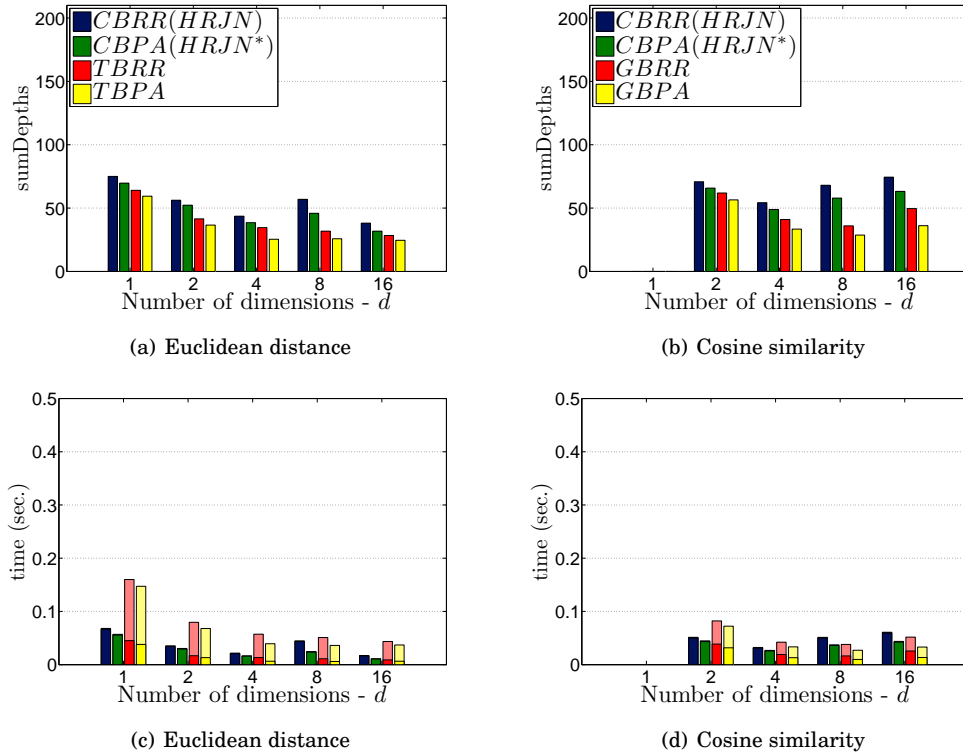 200
150
100
50
0
sumDepths
CBRR(HRJN)
CBPA(HRJN*)
TBRR
TBPA
1 2 4 8 16
Number of dimensions - d
(a) Euclidean distance
200
150
100
50
0
sumDepths
CBRR(HRJN)
CBPA(HRJN*)
GBRR
GBPA
1 2 4 8 16
Number of dimensions - d
(b) Cosine similarity
0.5
0.4
0.3
0.2
0.1
0
time (sec.)
1 2 4 8 16
Number of dimensions - d
(c) Euclidean distance
0.5
0.4
0.3
0.2
0.1
0
time (sec.)
1 2 4 8 16
Number of dimensions - d
(d) Cosine similarity